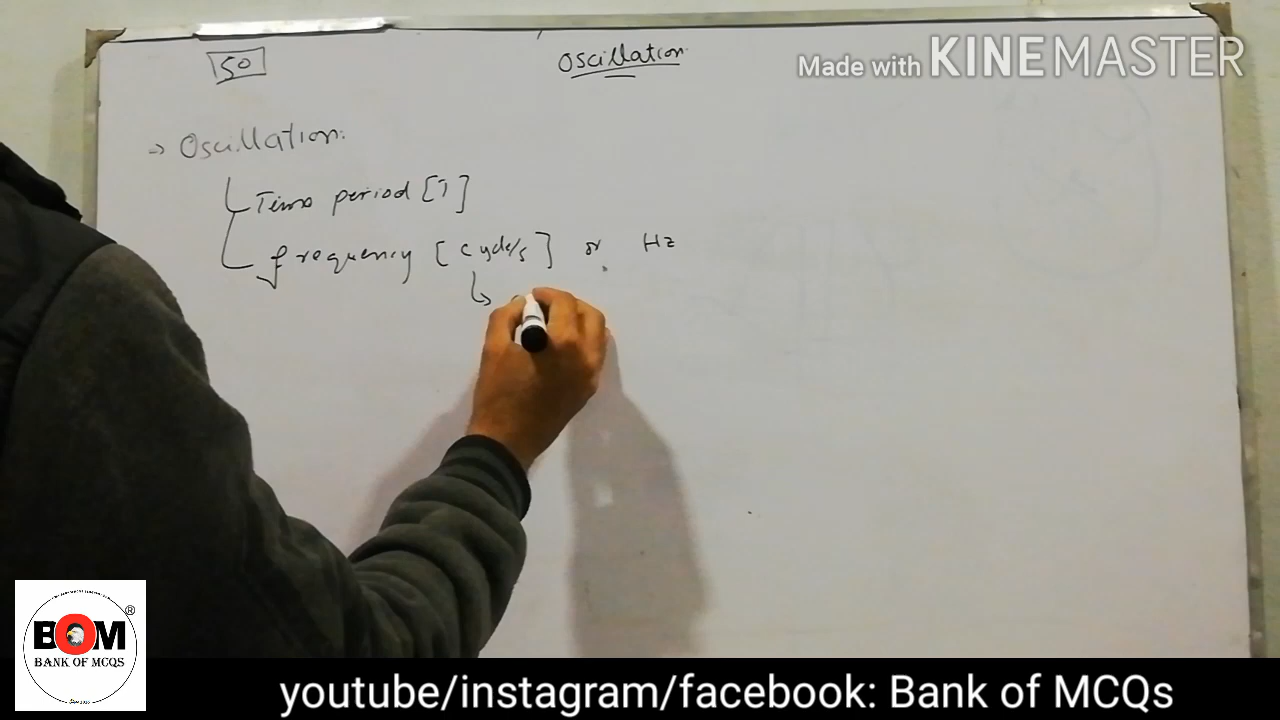 50
Oscillation
Made with KINEMASTER
→ Oscillation.
Time period [T]
frequency [cycle/s] or Hz
BOM
®
BANK OF MCQS
youtube/instagram/facebook: Bank of MCQs